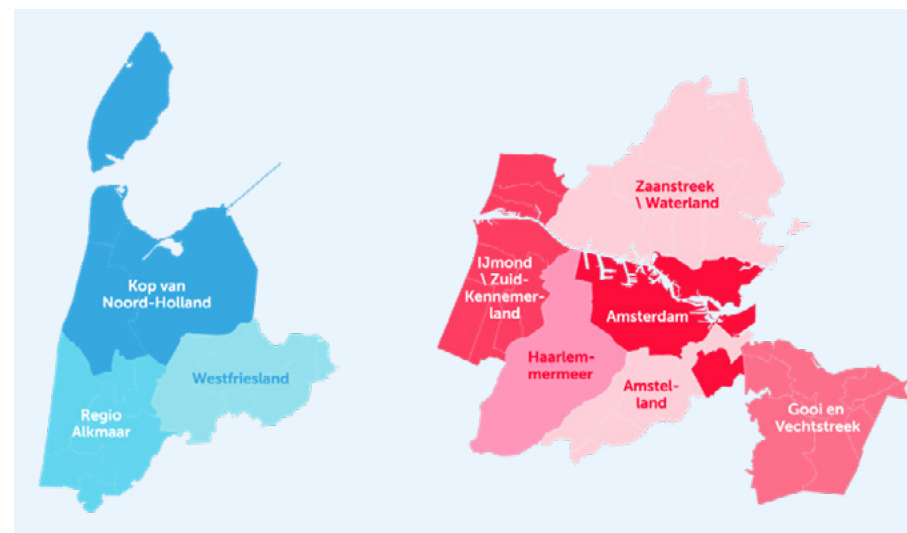 Kop van
Noord-Holland
Westfriesland
Regio
Alkmaar
Zaanstreek
\ Waterland
IJmond
\ Zuid-
Kennemer-
land
Amsterdam
Haarlem-
mermeer
Amstel-
land
Gooi en
Vechtstreek